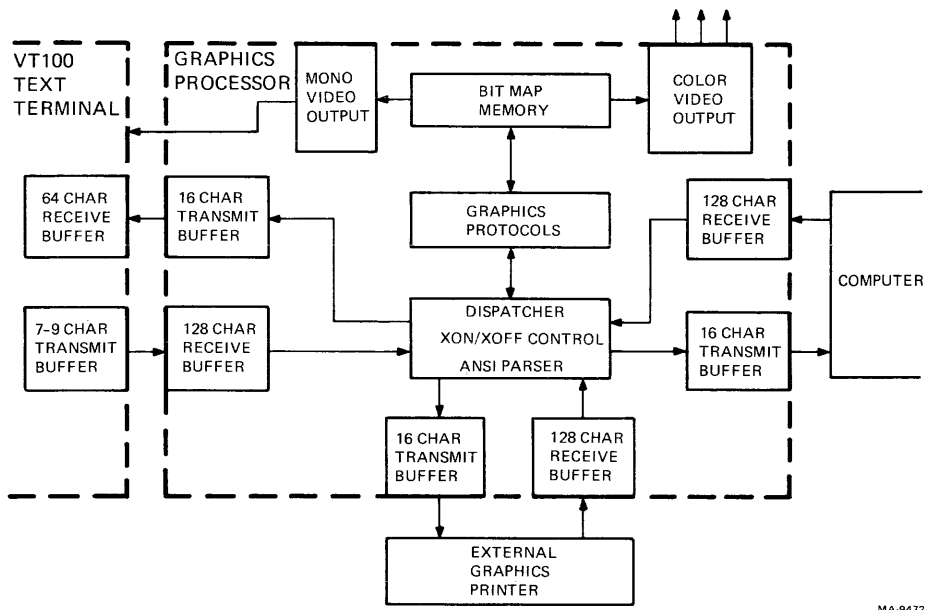 VT100
TEXT
TERMINAL
GRAPHICS
PROCESSOR
MONO
VIDEO
OUTPUT
BIT MAP
MEMORY
COLOR
VIDEO
OUTPUT
64 CHAR
RECEIVE
BUFFER
16 CHAR
TRANSMIT
BUFFER
GRAPHICS
PROTOCOLS
128 CHAR
RECEIVE
BUFFER
COMPUTER
7-9 CHAR
TRANSMIT
BUFFER
128 CHAR
RECEIVE
BUFFER
DISPATCHER
XON/XOFF CONTROL
ANSI PARSER
16 CHAR
TRANSMIT
BUFFER
16 CHAR
TRANSMIT
BUFFER
128 CHAR
RECEIVE
BUFFER
EXTERNAL
GRAPHICS
PRINTER
MA-9472